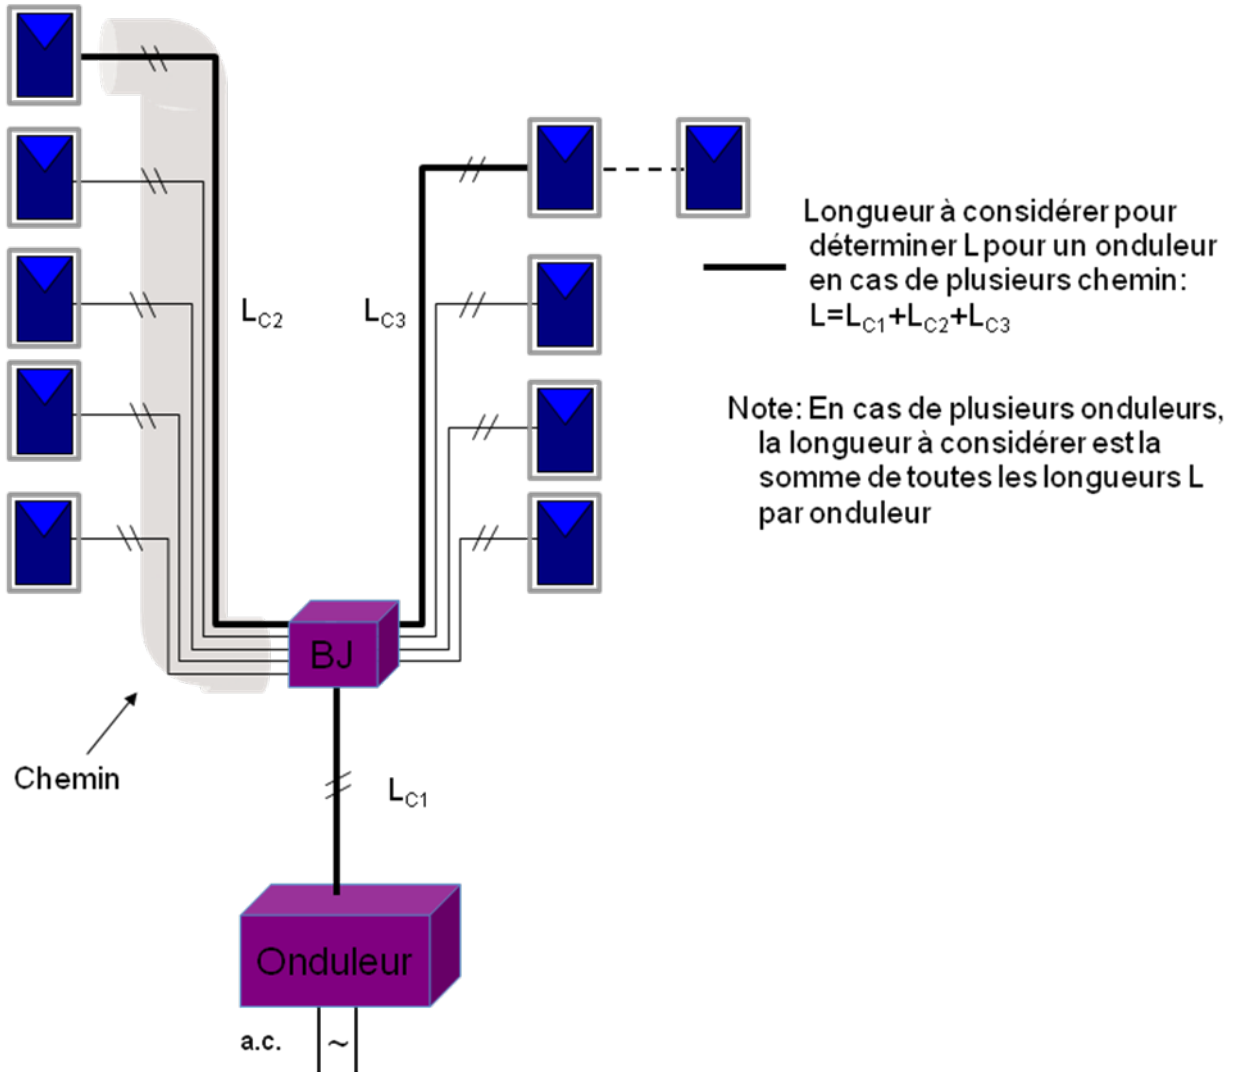 Longueur à considérer pour
déterminer L pour un onduleur
en cas de plusieurs chemin:
L=LC1+LC2+LC3
LC2
LC3
Note: En cas de plusieurs onduleurs,
la longueur à considérer est la
somme de toutes les longueurs L
par onduleur
BJ
Chemin
LC1
Onduleur
a.c.
~